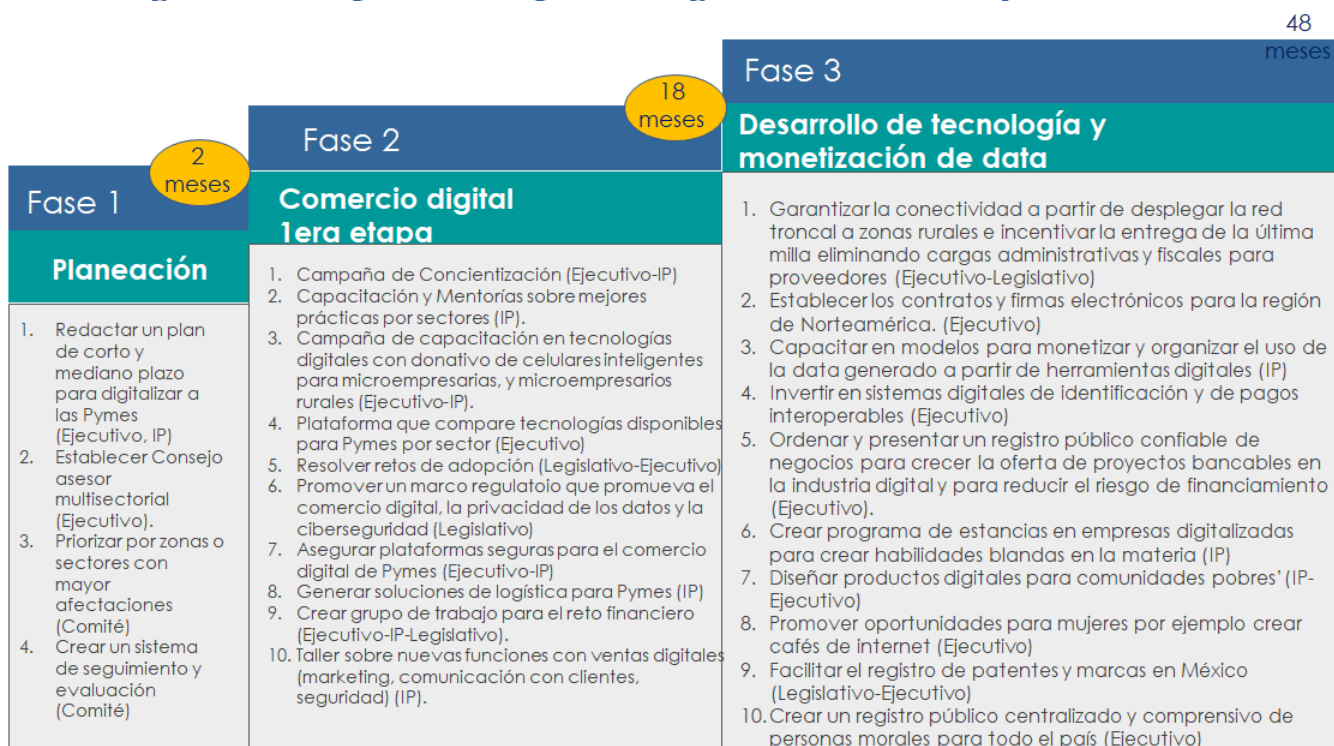 Fase 1
2
meses
Planeación
1. Redactar un plan
de corto y
mediano plazo
para digitalizar a
las Pymes
(Ejecutivo, IP)
2. Establecer Consejo
asesor
multisectorial
(Ejecutivo).
3. Priorizar por zonas o
sectores con
mayor
afectaciones
(Comité)
4. Crear un sistema
de seguimiento y
evaluación
(Comité)
Fase 2
18
meses
Comercio digital
1era etapa
1. Campaña de Concientización (Ejecutivo-IP)
2. Capacitación y Mentorías sobre mejores
prácticas por sectores (IP).
3. Campaña de capacitación en tecnologías
digitales con donativo de celulares inteligentes
para microempresarias, y microempresarios
rurales (Ejecutivo-IP).
4. Plataforma que compare tecnologías disponibles
para Pymes por sector (Ejecutivo)
5. Resolver retos de adopción (Legislativo-Ejecutivo)
6. Promover un marco regulatoio que promueva el
comercio digital, la privacidad de los datos y la
ciberseguridad (Legislativo)
7. Asegurar plataformas seguras para el comercio
digital de Pymes (Ejecutivo-IP)
8. Generar soluciones de logística para Pymes (IP)
9. Crear grupo de trabajo para el reto financiero
(Ejecutivo-IP-Legislativo).
10. Taller sobre nuevas funciones con ventas digitales
(marketing, comunicación con clientes,
seguridad) (IP).
Fase 3
48
meses
Desarrollo de tecnología y
monetización de data
1. Garantizar la conectividad a partir de desplegar la red
troncal a zonas rurales e incentivar la entrega de la última
milla eliminando cargas administrativas y fiscales para
proveedores (Ejecutivo-Legislativo)
2. Establecer los contratos y firmas electrónicos para la región
de Norteamérica. (Ejecutivo)
3. Capacitar en modelos para monetizar y organizar el uso de
la data generado a partir de herramientas digitales (IP)
4. Invertir en sistemas digitales de identificación y de pagos
interoperables (Ejecutivo)
5. Ordenar y presentar un registro público confiable de
negocios para crecer la oferta de proyectos bancables en
la industria digital y para reducir el riesgo de financiamiento
(Ejecutivo).
6. Crear programa de estancias en empresas digitalizadas
para crear habilidades blandas en la materia (IP)
7. Diseñar productos digitales para comunidades pobres' (IP-
Ejecutivo)
8. Promover oportunidades para mujeres por ejemplo crear
cafés de internet (Ejecutivo)
9. Facilitar el registro de patentes y marcas en México
(Legislativo-Ejecutivo)
10. Crear un registro público centralizado y comprensivo de
personas morales para todo el país (Ejecutivo)